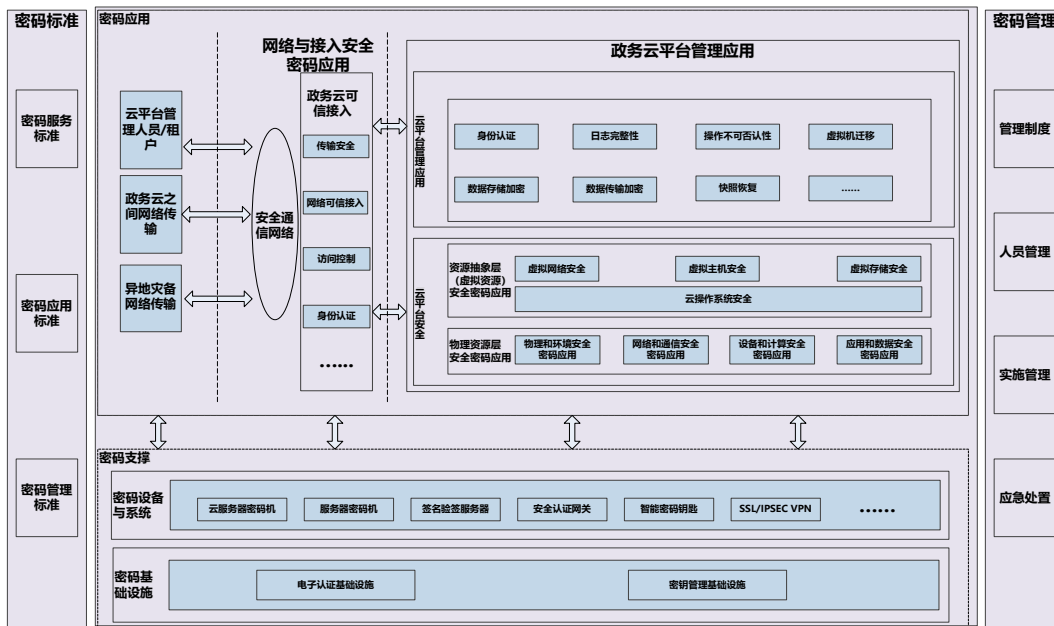 密码标准
密码服务
标准
密码应用
标准
密码管理
标准
密码应用
云平台管
理人员/租
户
政务云之
间网络传
输
异地灾备
网络传输
安全通
信网络
网络与接入安全
密码应用
政务云可
信接入
传输安全
网络可信接入
访问控制
身份认证
......
政务云平台管理应用
云平台管理应用
身份认证
日志完整性
操作不可否认性
虚拟机迁移
数据存储加密
数据传输加密
快照恢复
......
云平台安全
资源抽象层
（虚拟资源）
安全密码应用
虚拟网络安全
虚拟主机安全
虚拟存储安全
云操作系统安全
物理资源层
安全密码应用
物理和环境安全
密码应用
网络和通信安全
密码应用
设备和计算安全
密码应用
应用和数据安全
密码应用
密码支撑
密码设备
与系统
云服务器密码机
服务器密码机
签名验签服务器
安全认证网关
智能密码钥匙
SSL/IPSEC VPN
......
密码基
础设施
电子认证基础设施
密钥管理基础设施
密码管理
管理制度
人员管理
实施管理
应急处置